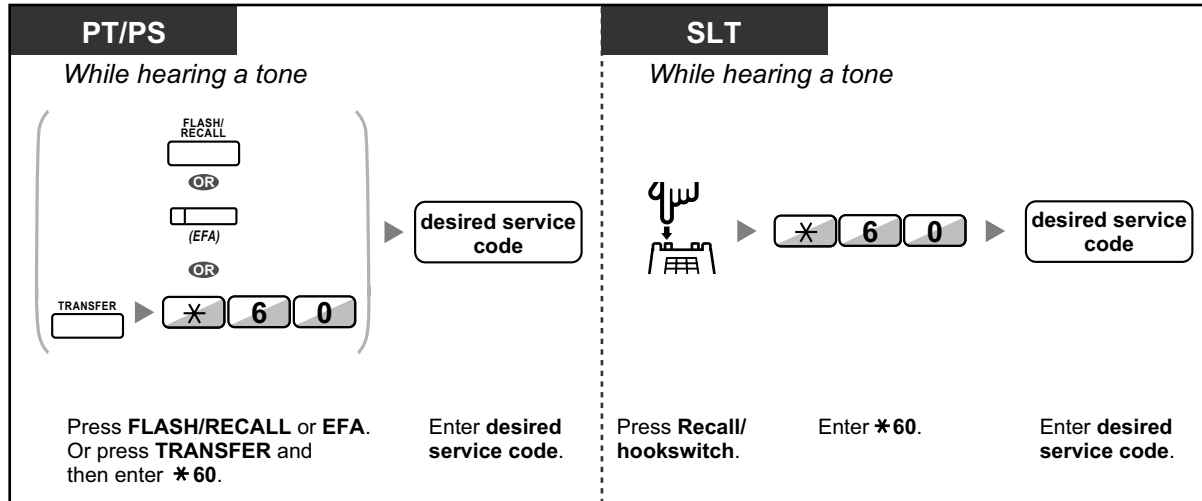 PT/PS
While hearing a tone
FLASH/
RECALL
OR
(EFA)
OR
TRANSFER
* 6 0
desired service
code
Press FLASH/RECALL or EFA.
Or press TRANSFER and
then enter *60.
Enter desired
service code.
SLT
While hearing a tone
* 6 0
desired service
code
Press Recall/
hookswitch.
Enter *60.
Enter desired
service code.